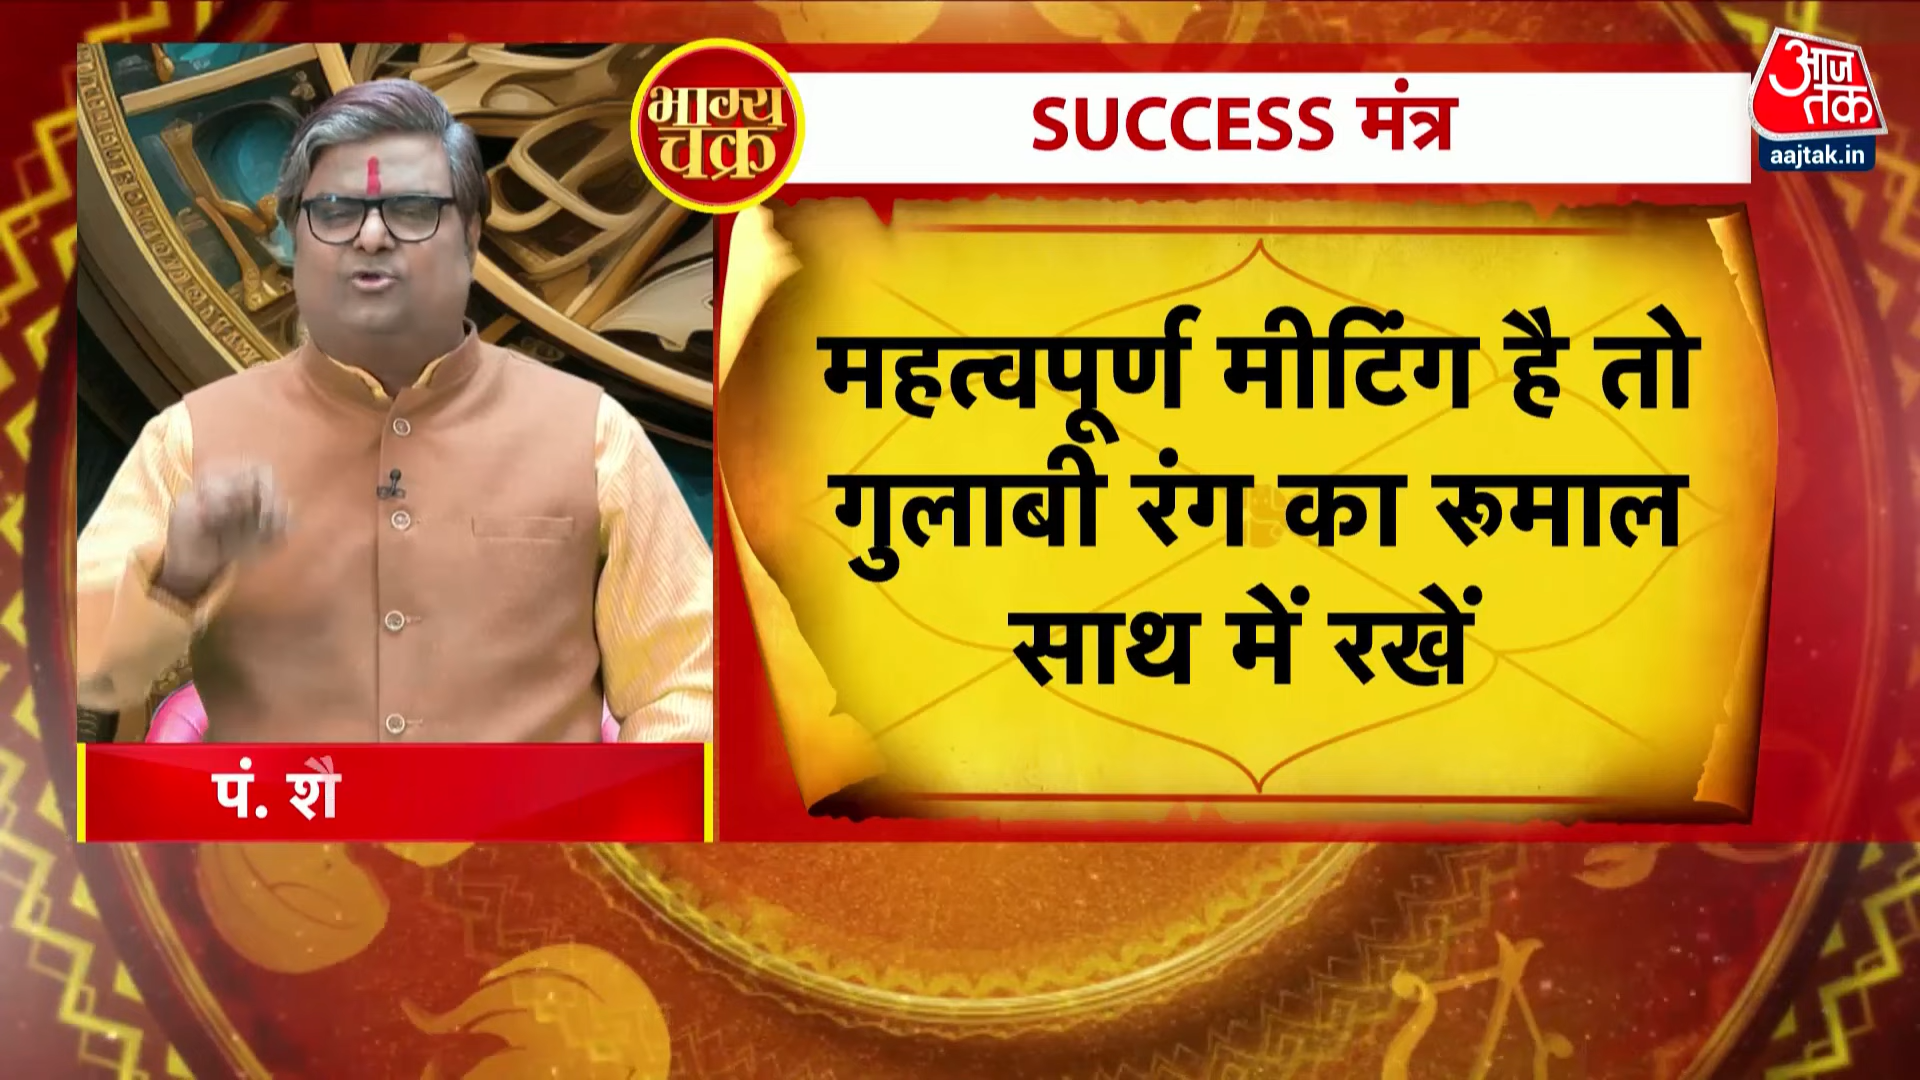 भाग्य
चक्र
SUCCESS मंत्र
आज
तक
aajtak.in
महत्वपूर्ण मीटिंग है तो
गुलाबी रंग का रूमाल
साथ में रखें
पं. शै